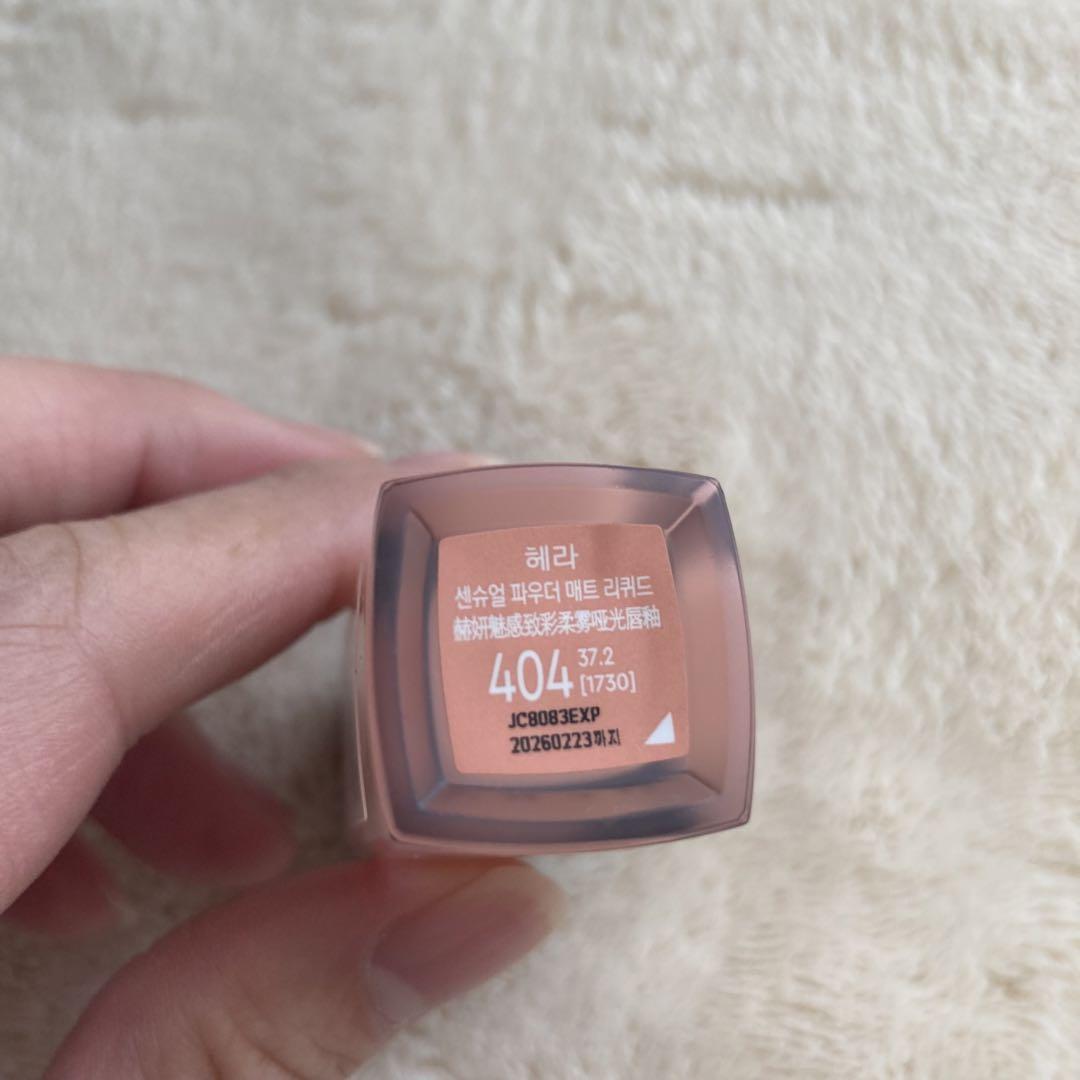 헤라
센슈얼 파우더 매트 리퀴드
赫妍魅感致彩柔雾哑光唇釉
404 37.2
[1730]
JC8083EXP
20260223까지